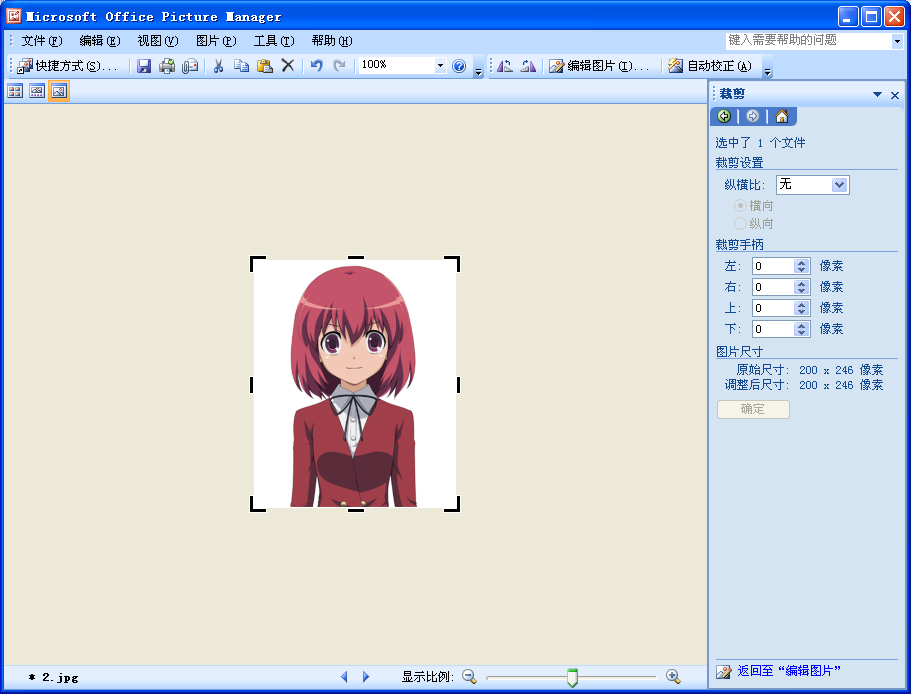 Microsoft Office Picture Manager
文件(F) 编辑(E) 视图(V) 图片(P) 工具(T) 帮助(H) 键入需要帮助的问题
快捷方式(S)... 100% 编辑图片(I)... 自动校正(A)
裁剪
选中了 1 个文件
裁剪设置
纵横比: 无
横向
纵向
裁剪手柄
左: 0 像素
右: 0 像素
上: 0 像素
下: 0 像素
图片尺寸
原始尺寸: 200 x 246 像素
调整后尺寸: 200 x 246 像素
确定
返回至“编辑图片”
* 2.jpg 显示比例: